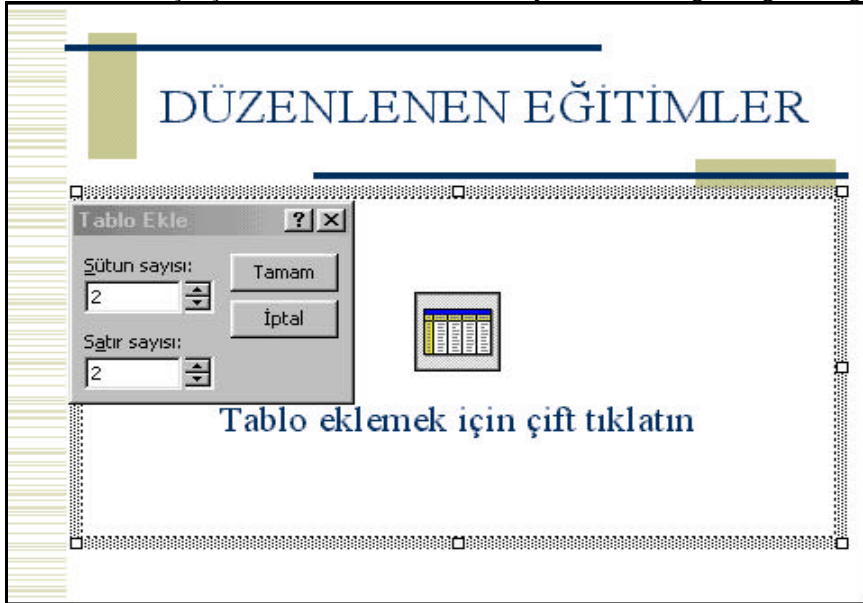 DÜZENLENEN EĞİTİMLER
Tablo Ekle
Sütun sayısı:
2
Tamam
İptal
Satır sayısı:
2
Tablo eklemek için çift tıklatın